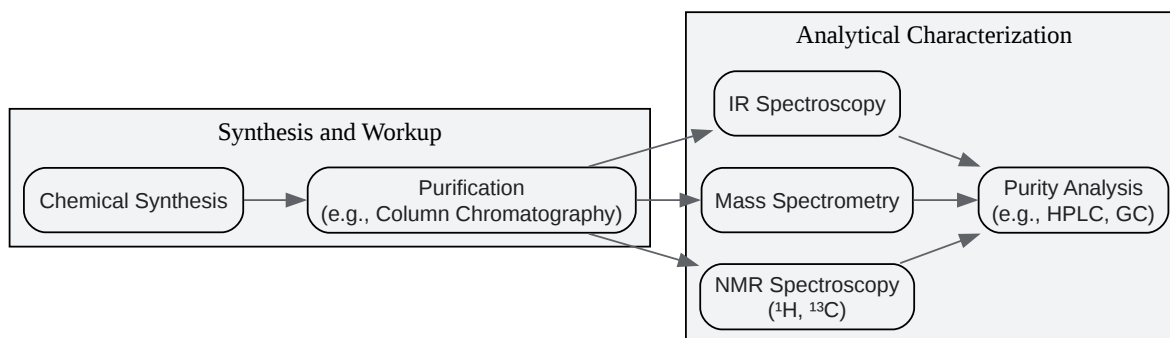 Synthesis and Workup
Chemical Synthesis
Purification
(e.g., Column Chromatography)
Analytical Characterization
IR Spectroscopy
Mass Spectrometry
NMR Spectroscopy
(¹H, ¹³C)
Purity Analysis
(e.g., HPLC, GC)